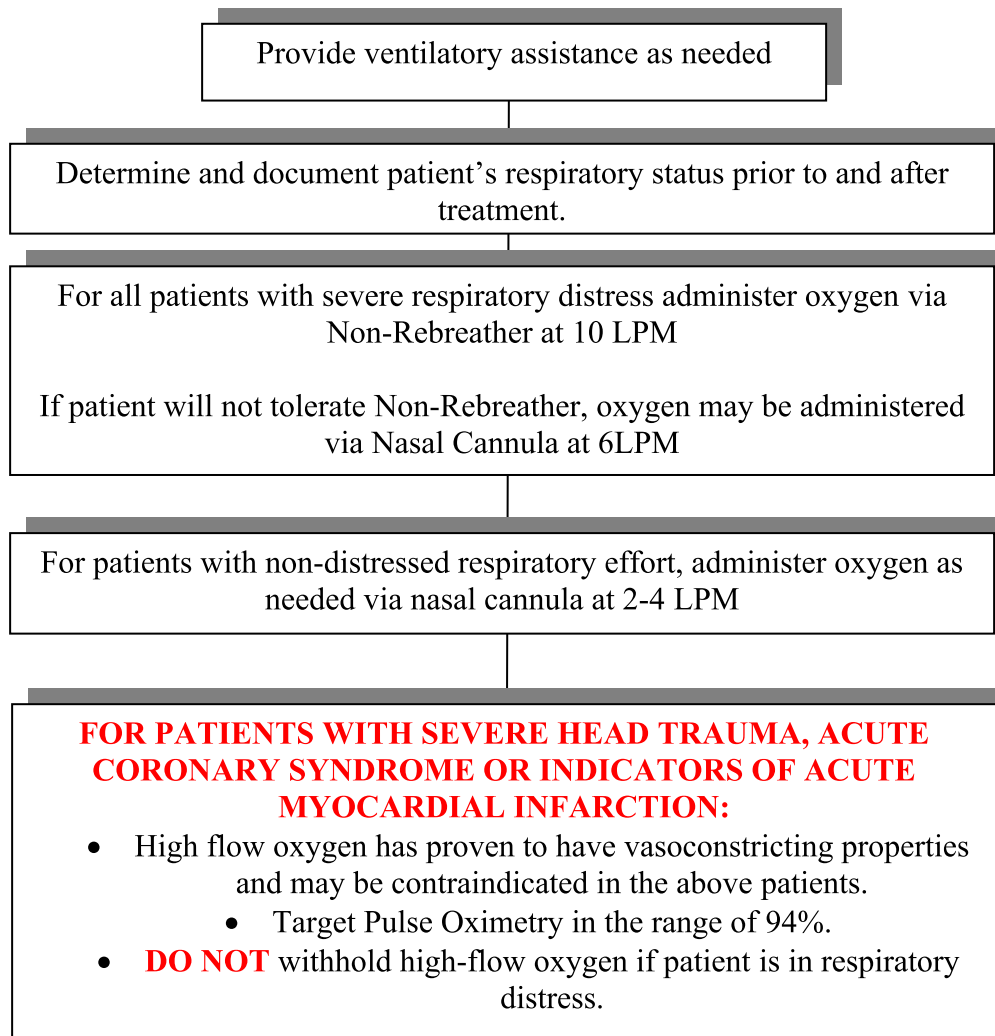 Provide ventilatory assistance as needed
Determine and document patient’s respiratory status prior to and after
treatment.
For all patients with severe respiratory distress administer oxygen via
Non-Rebreather at 10 LPM
If patient will not tolerate Non-Rebreather, oxygen may be administered
via Nasal Cannula at 6LPM
For patients with non-distressed respiratory effort, administer oxygen as
needed via nasal cannula at 2-4 LPM
FOR PATIENTS WITH SEVERE HEAD TRAUMA, ACUTE
CORONARY SYNDROME OR INDICATORS OF ACUTE
MYOCARDIAL INFARCTION:
• High flow oxygen has proven to have vasoconstricting properties
and may be contraindicated in the above patients.
• Target Pulse Oximetry in the range of 94%.
• DO NOT withhold high-flow oxygen if patient is in respiratory
distress.